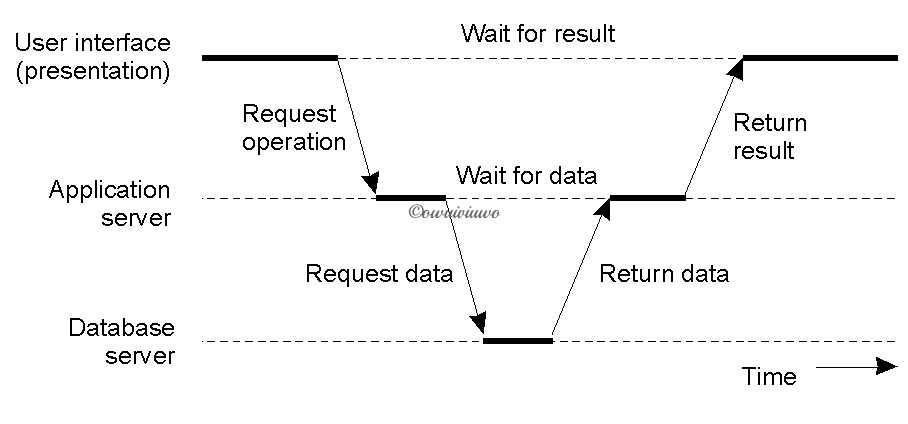 User interface
(presentation)
Wait for result
Request
operation
Return
result
Application
server
Wait for data
Request data
Return data
Database
server
Time